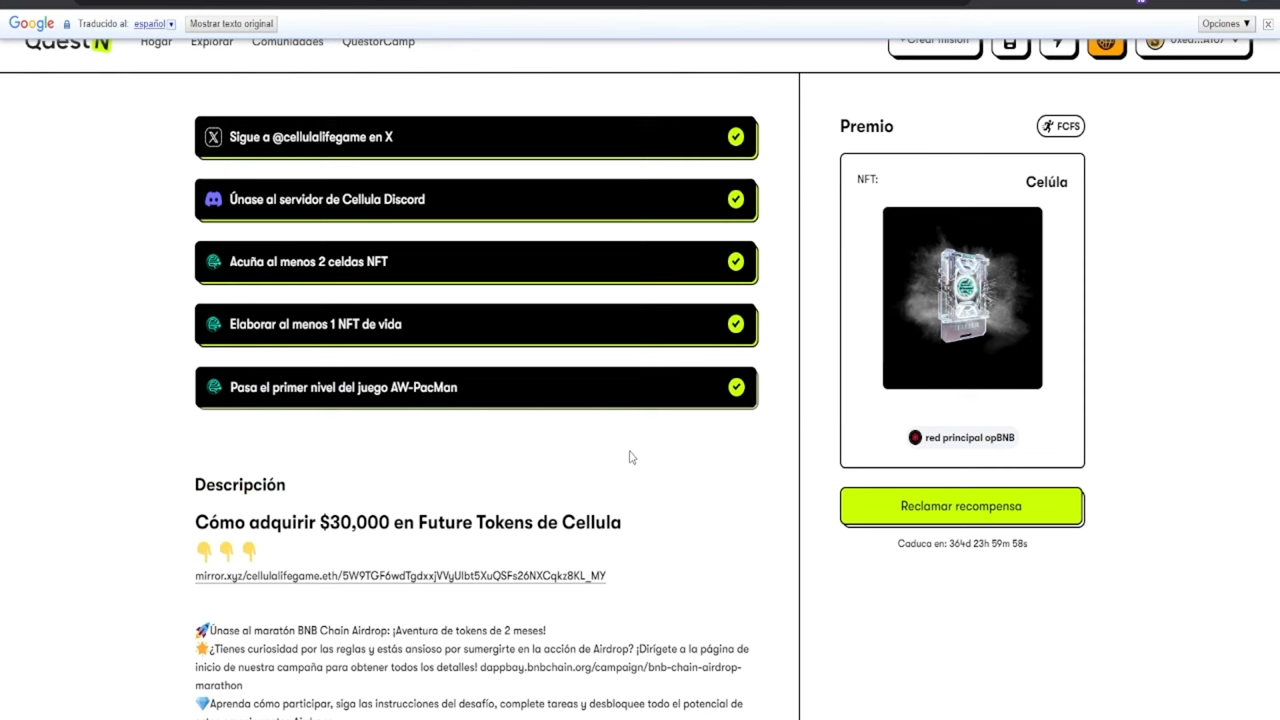 Google Traducido al: español ▼ Mostrar texto original Opciones ▼
QuestN Hogar Explorar Comunidades QuestorCamp + Crear misión
Sigue a @cellulalifegame en X
Únase al servidor de Cellula Discord
Acuña al menos 2 celdas NFT
Elaborar al menos 1 NFT de vida
Pasa el primer nivel del juego AW-PacMan
Descripción
Cómo adquirir $30,000 en Future Tokens de Cellula
👇 👇 👇
🚀Únase al maratón BNB Chain Airdrop: ¡Aventura de tokens de 2 meses!
🌟¿Tienes curiosidad por las reglas y estás ansioso por sumergirte en la acción de Airdrop? ¡Dirígete a la página de
inicio de nuestra campaña para obtener todos los detalles! dappbay.bnbchain.org/campaign/bnb-chain-airdrop-
marathon
💎Aprenda cómo participar, siga las instrucciones del desafío, complete tareas y desbloquee todo el potencial de
Premio
FCFS
NFT: Celúla
red principal opBNB
Reclamar recompensa
Caduca en: 364d 23h 59m 58s